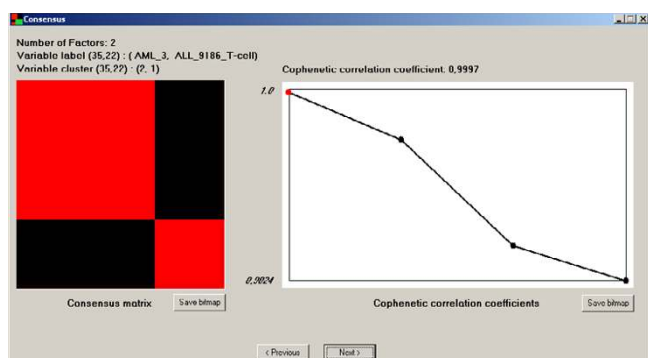 Consensus
Number of Factors: 2
Variable label (35,22) : ( AML_3, ALL_9186_T-cell)
Variable cluster (35,22) : (2, 1)
Cophenetic correlation coefficient: 0,9997
1.0
0,9024
Consensus matrix
Save bitmap
Cophenetic correlation coefficients
Save bitmap
< Previous
Next >